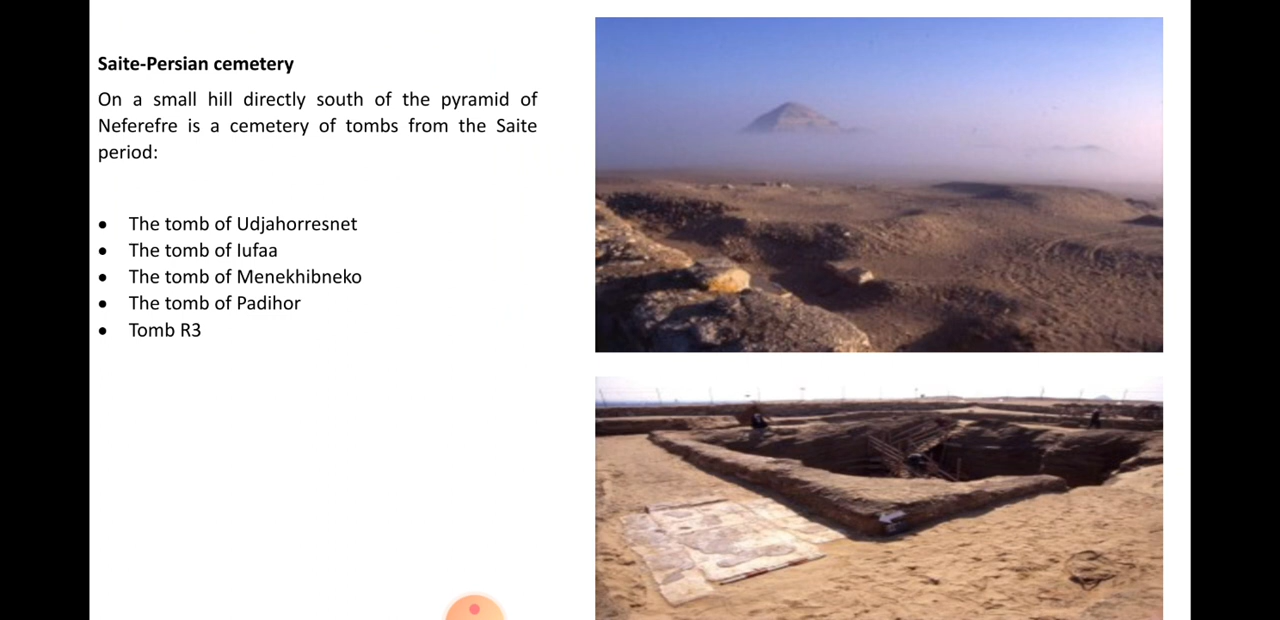 Saite-Persian cemetery
On a small hill directly south of the pyramid of
Neferefre is a cemetery of tombs from the Saite
period:
• The tomb of Udjahorresnet
• The tomb of Iufaa
• The tomb of Menekhibneko
• The tomb of Padihor
• Tomb R3